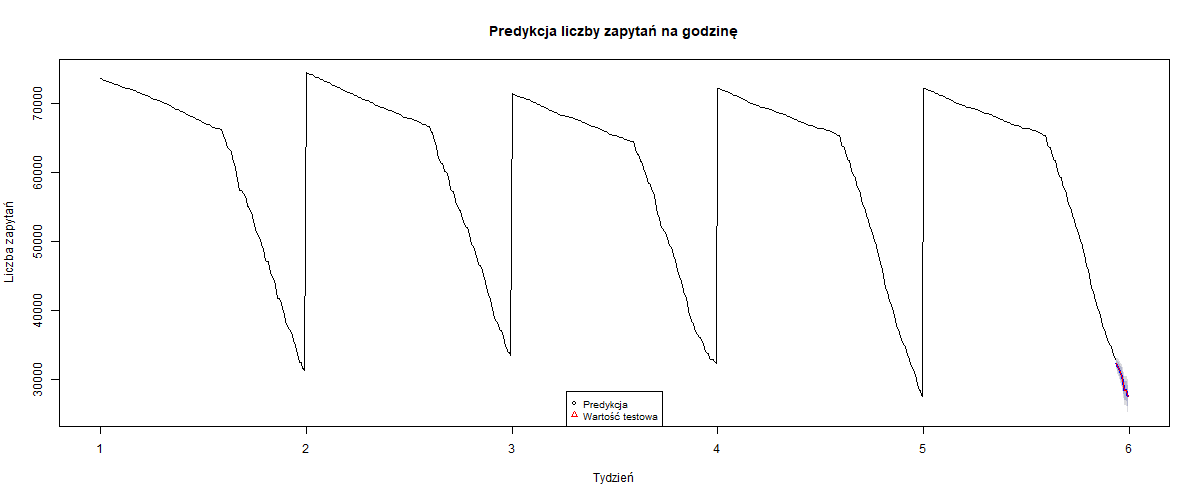 Predykcja liczby zapytań na godzinę
Liczba zapytań
70000
60000
50000
40000
30000
Predykcja
Wartość testowa
1 2 3 4 5 6
Tydzień